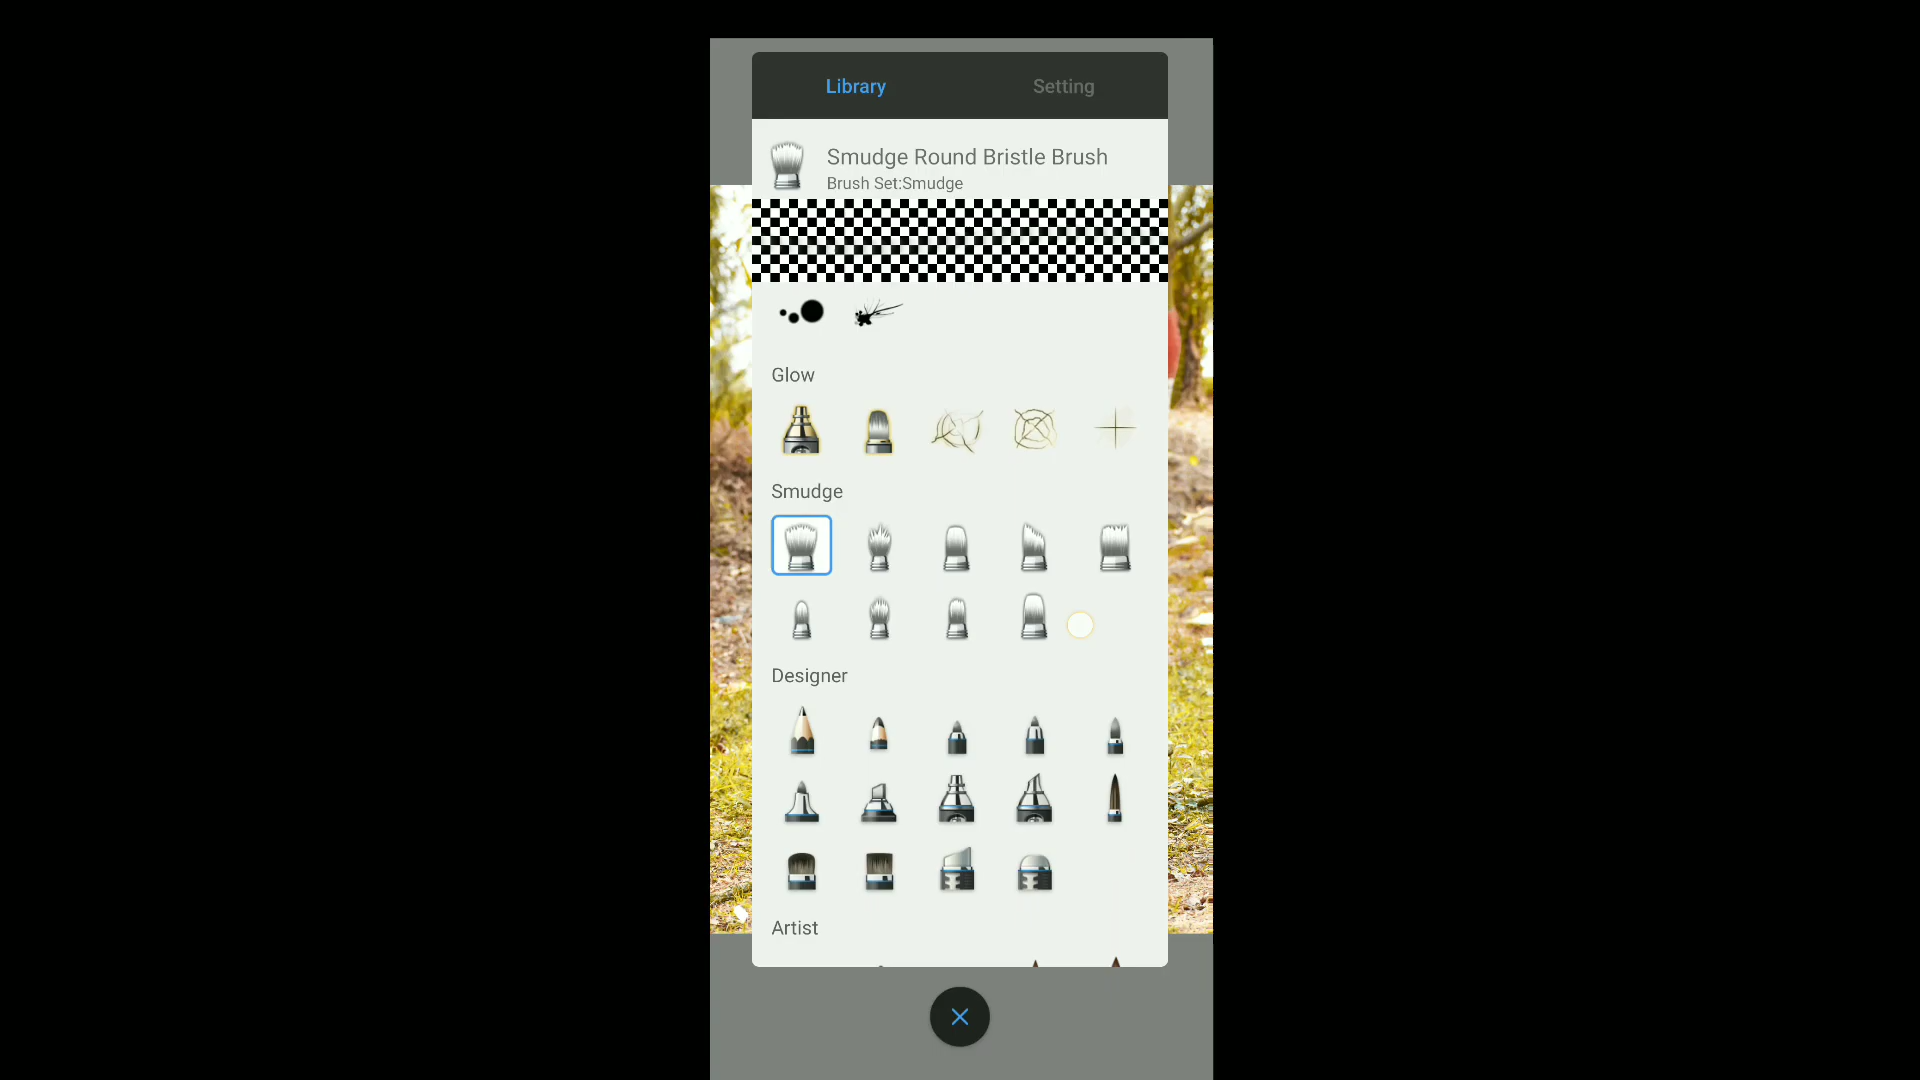 Library Setting
Smudge Round Bristle Brush
Brush Set:Smudge
Glow
Smudge
Designer
Artist